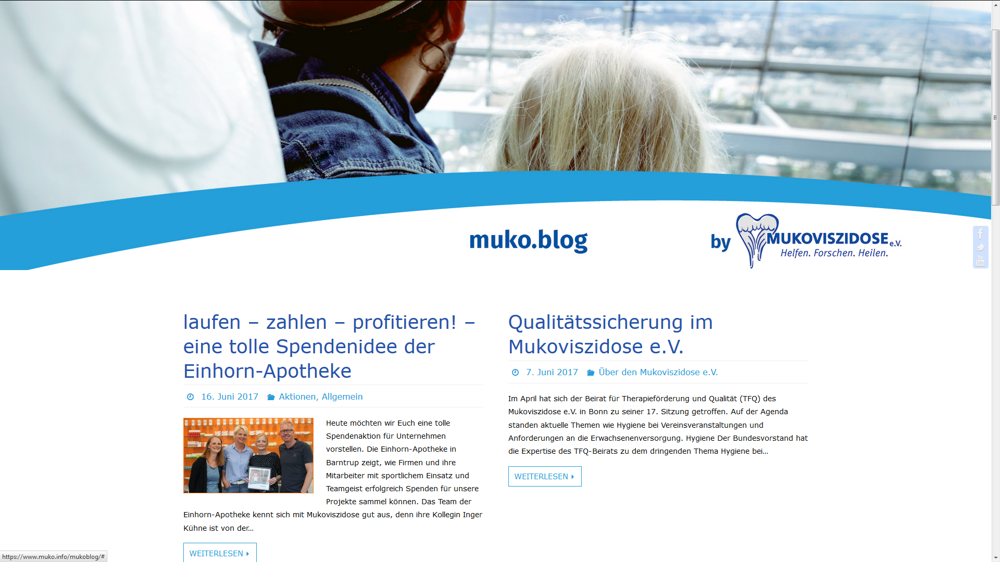 muko.blog
by MUKOVISZIDOSE e.V.
Helfen. Forschen. Heilen.
f
You
Tube
laufen – zahlen – profitieren! –
eine tolle Spendenidee der
Einhorn-Apotheke
16. Juni 2017 Aktionen, Allgemein
Heute möchten wir Euch eine tolle
Spendenaktion für Unternehmen
vorstellen. Die Einhorn-Apotheke in
Barntrup zeigt, wie Firmen und ihre
Mitarbeiter mit sportlichem Einsatz und
Teamgeist erfolgreich Spenden für unsere
Projekte sammel können. Das Team der
Einhorn-Apotheke kennt sich mit Mukoviszidose gut aus, denn ihre Kollegin Inger
Kühne ist von der…
WEITERLESEN
Qualitätssicherung im
Mukoviszidose e.V.
7. Juni 2017 Über den Mukoviszidose e.V.
Im April hat sich der Beirat für Therapieförderung und Qualität (TFQ) des
Mukoviszidose e.V. in Bonn zu seiner 17. Sitzung getroffen. Auf der Agenda
standen aktuelle Themen wie Hygiene bei Vereinsveranstaltungen und
Anforderungen an die Erwachsenenversorgung. Hygiene Der Bundesvorstand hat
die Expertise des TFQ-Beirats zu dem dringenden Thema Hygiene bei…
WEITERLESEN
https://www.muko.info/mukoblog/#